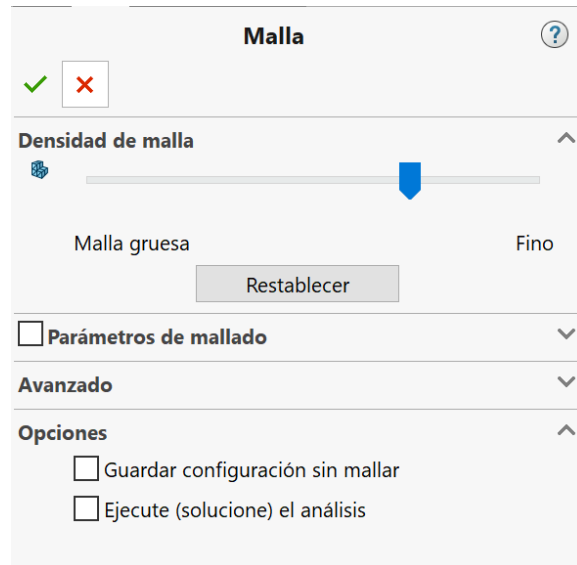 Malla
?
Densidad de malla
Malla gruesa Fino
Restablecer
Parámetros de mallado
Avanzado
Opciones
Guardar configuración sin mallar
Ejecute (solucione) el análisis